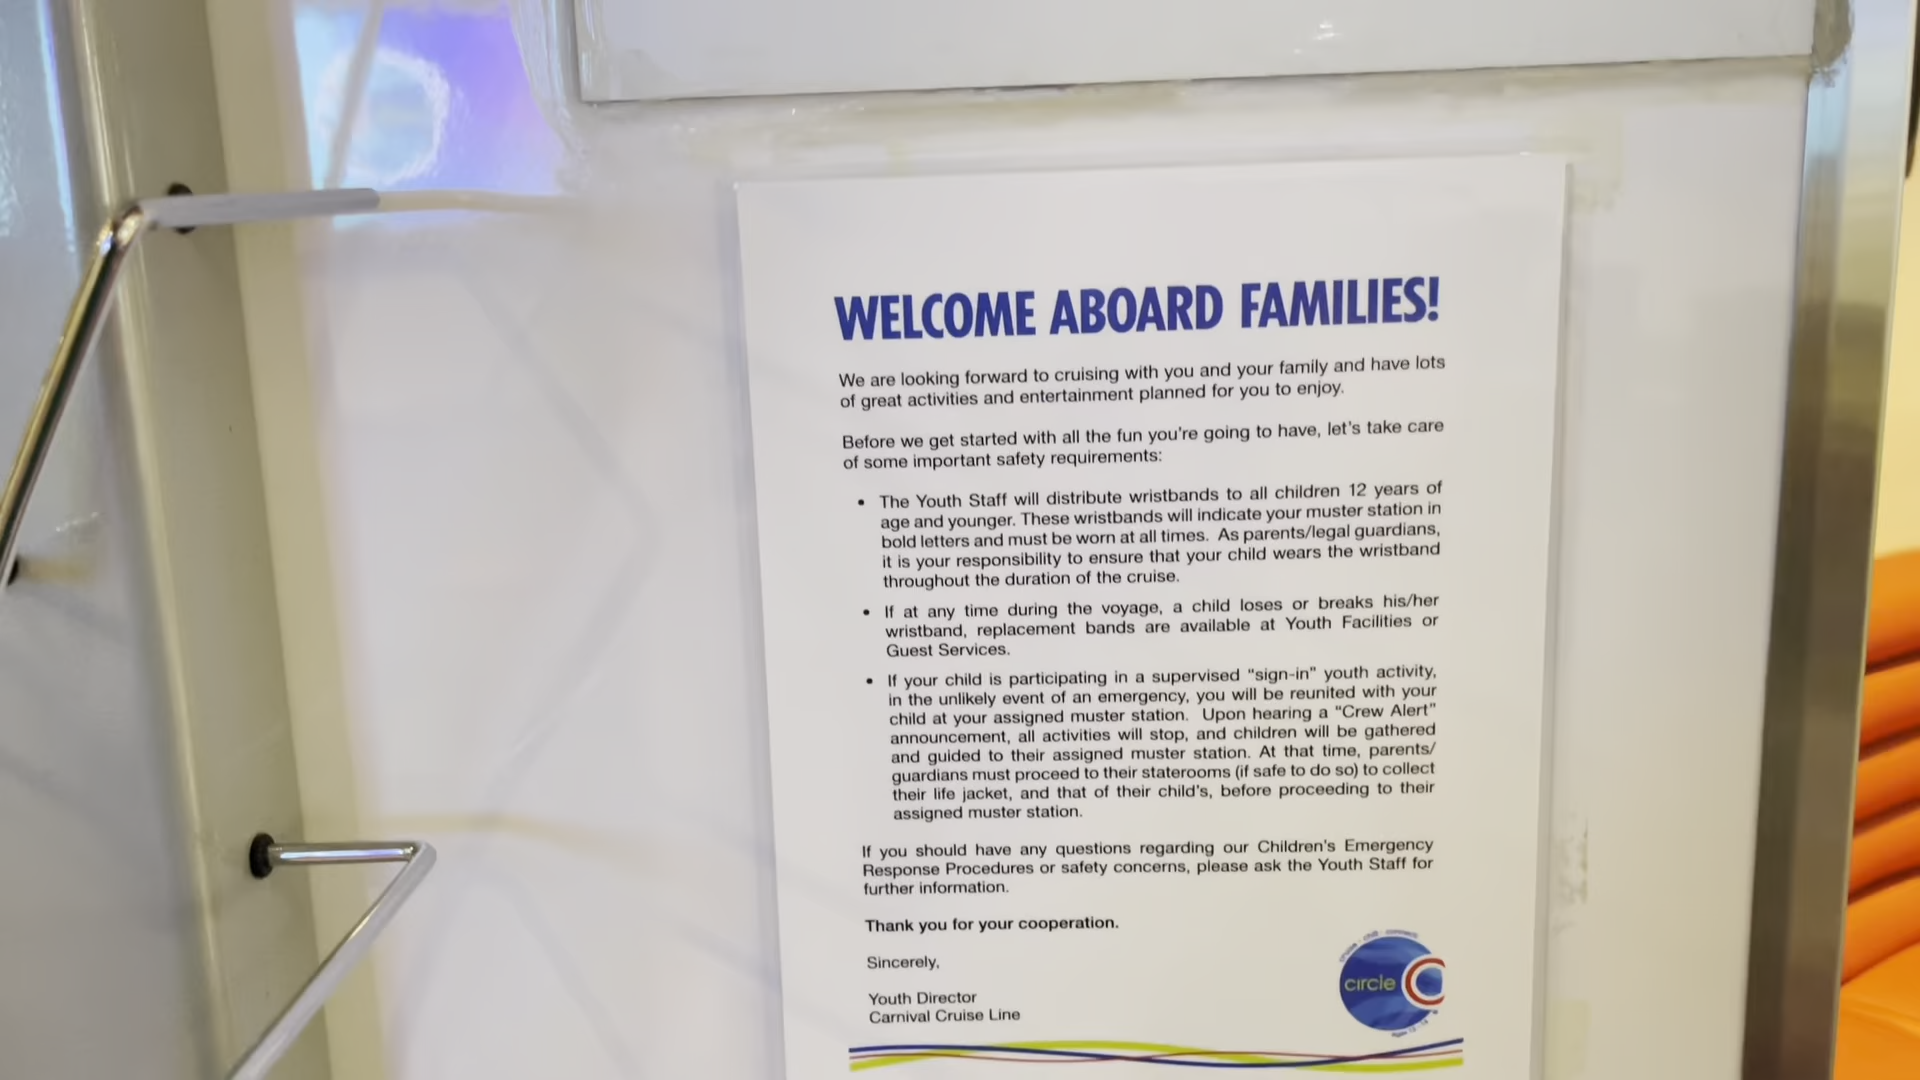 WELCOME ABOARD FAMILIES!
We are looking forward to cruising with you and your family and have lots
of great activities and entertainment planned for you to enjoy.
Before we get started with all the fun you're going to have, let's take care
of some important safety requirements:
• The Youth Staff will distribute wristbands to all children 12 years of
age and younger. These wristbands will indicate your muster station in
bold letters and must be worn at all times. As parents/legal guardians,
it is your responsibility to ensure that your child wears the wristband
throughout the duration of the cruise.
• If at any time during the voyage, a child loses or breaks his/her
wristband, replacement bands are available at Youth Facilities or
Guest Services.
• If your child is participating in a supervised "sign-in" youth activity,
in the unlikely event of an emergency, you will be reunited with your
child at your assigned muster station. Upon hearing a "Crew Alert"
announcement, all activities will stop, and children will be gathered
and guided to their assigned muster station. At that time, parents/
guardians must proceed to their staterooms (if safe to do so) to collect
their life jacket, and that of their child's, before proceeding to their
assigned muster station.
If you should have any questions regarding our Children's Emergency
Response Procedures or safety concerns, please ask the Youth Staff for
further information.
Thank you for your cooperation.
Sincerely,
Youth Director
Carnival Cruise Line
circle C